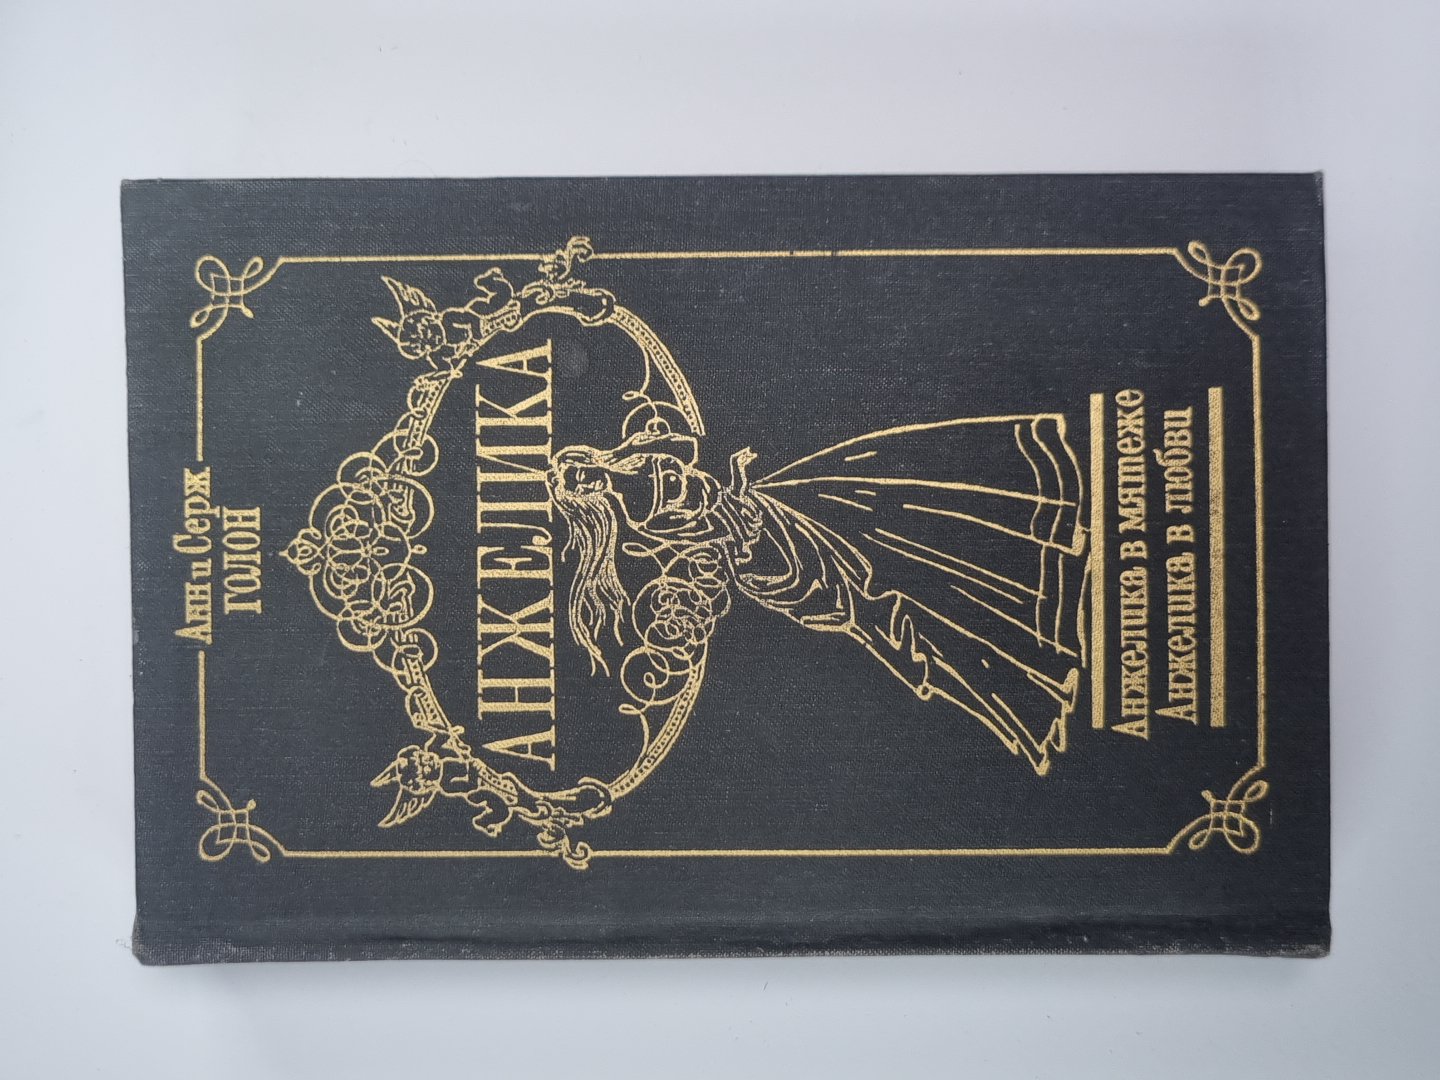 Анн и Серж
ГОЛОН
АНЖЕЛИКА
Анжелика в мятеже
Анжелика в любви